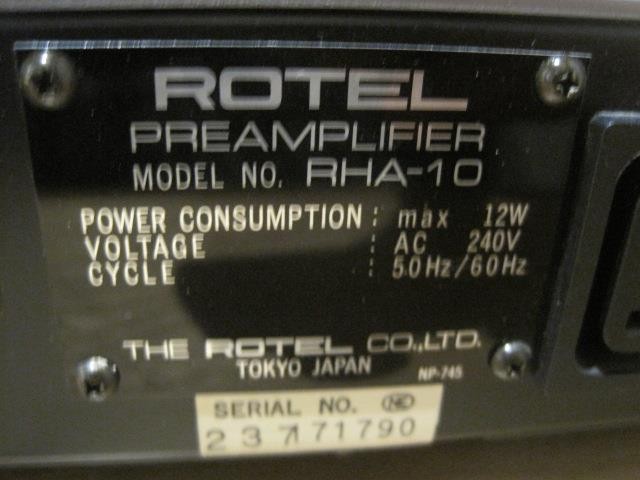 ROTEL
PREAMPLIFIER
MODEL NO. RHA-10
POWER CONSUMPTION : max 12W
VOLTAGE : AC 240V
CYCLE : 50Hz/60Hz
THE ROTEL CO.,LTD.
TOKYO JAPAN NP-745
SERIAL NO.
237171790